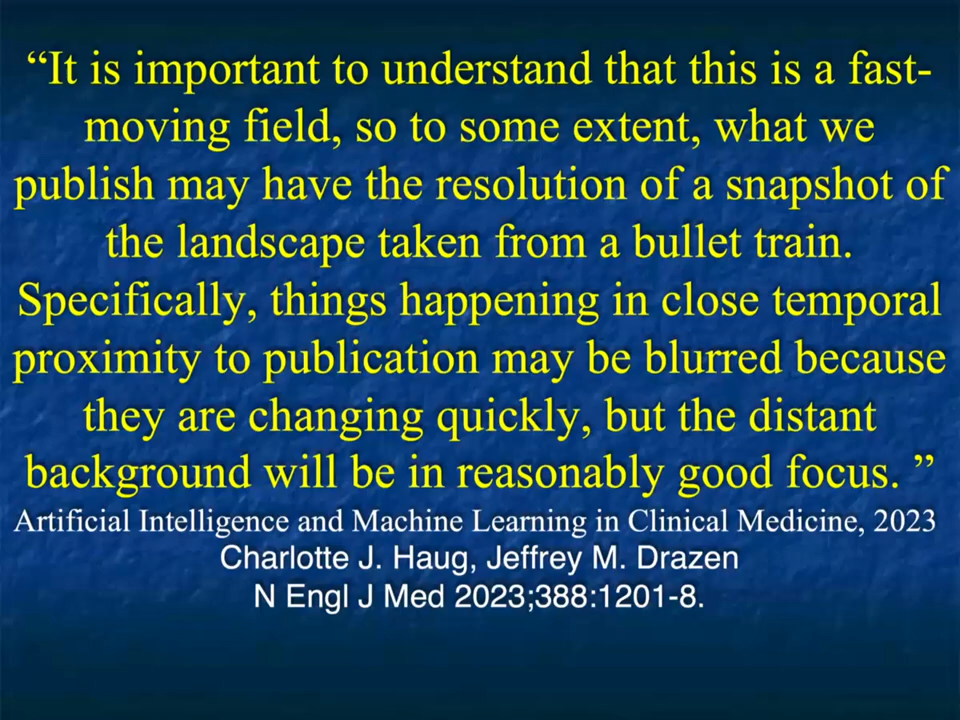 “It is important to understand that this is a fast-
moving field, so to some extent, what we
publish may have the resolution of a snapshot of
the landscape taken from a bullet train.
Specifically, things happening in close temporal
proximity to publication may be blurred because
they are changing quickly, but the distant
background will be in reasonably good focus. ”
Artificial Intelligence and Machine Learning in Clinical Medicine, 2023
Charlotte J. Haug, Jeffrey M. Drazen
N Engl J Med 2023;388:1201-8.